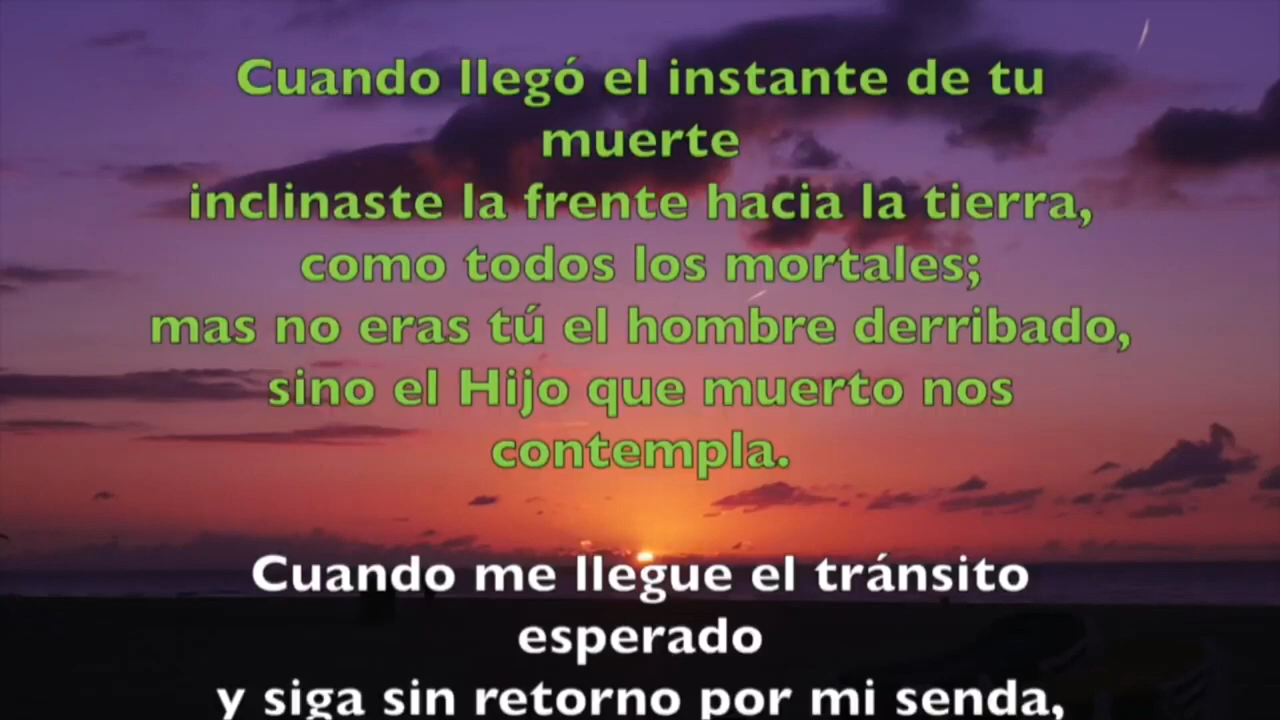 Cuando llegó el instante de tu
muerte
inclinaste la frente hacia la tierra,
como todos los mortales;
mas no eras tú el hombre derribado,
sino el Hijo que muerto nos
contempla.
Cuando me llegue el tránsito
esperado
y siga sin retorno por mi senda,